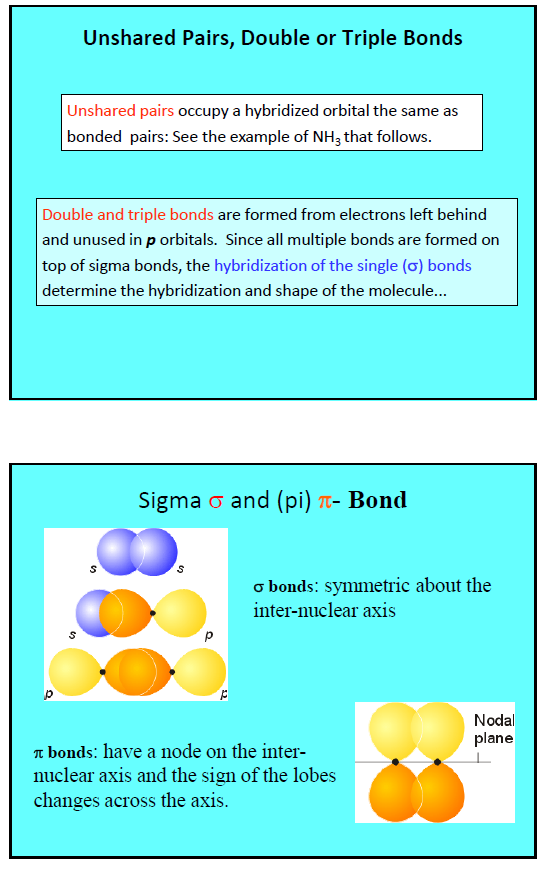 Unshared Pairs, Double or Triple Bonds
Unshared pairs occupy a hybridized orbital the same as
bonded pairs: See the example of NH₃ that follows.
Double and triple bonds are formed from electrons left behind
and unused in p orbitals. Since all multiple bonds are formed on
top of sigma bonds, the hybridization of the single (σ) bonds
determine the hybridization and shape of the molecule...
Sigma σ and (pi) π- Bond
s s
s p
p p
σ bonds: symmetric about the
inter-nuclear axis
Nodal
plane
π bonds: have a node on the inter-
nuclear axis and the sign of the lobes
changes across the axis.